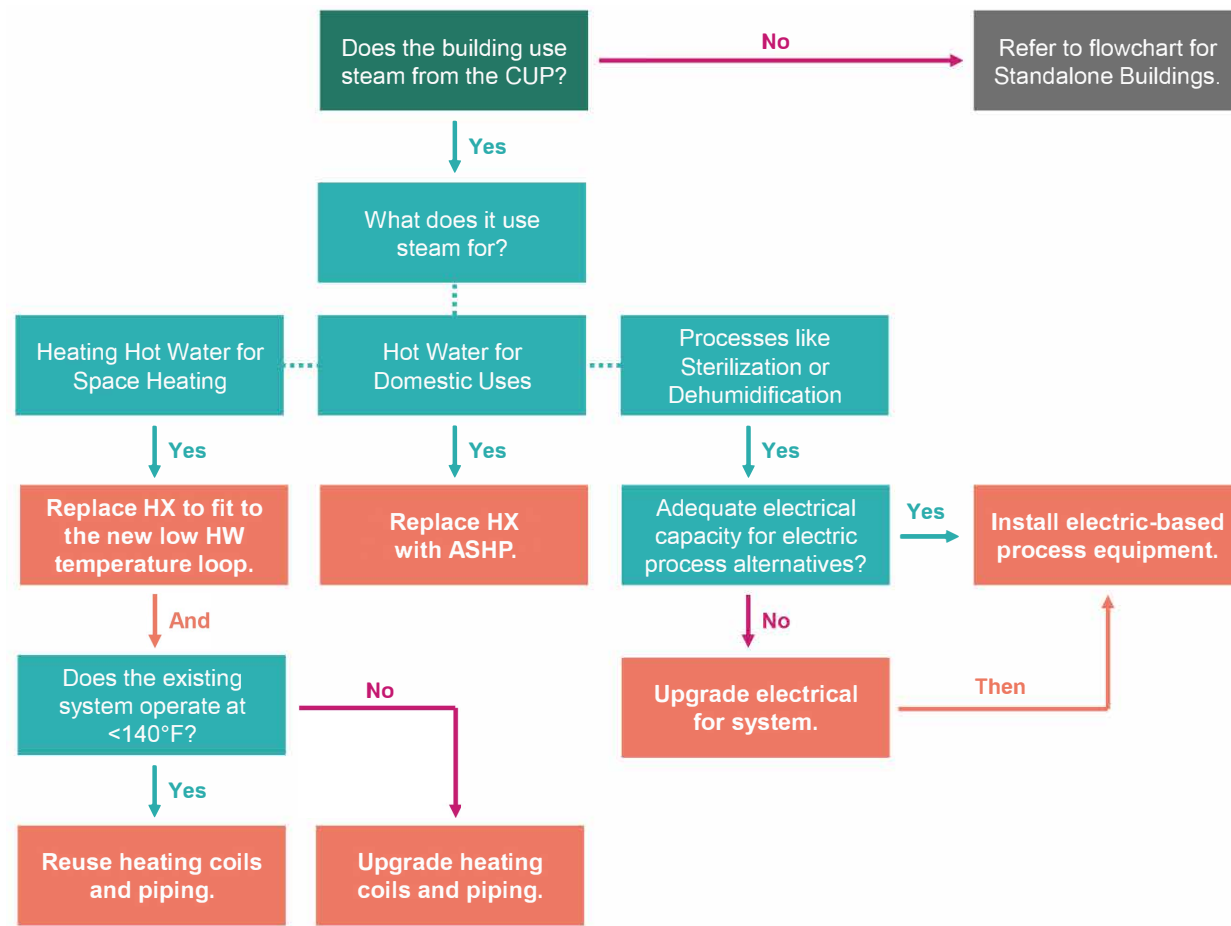 Does the building use
steam from the CUP?
No
Refer to flowchart for
Standalone Buildings.
Yes
What does it use
steam for?
Heating Hot Water for
Space Heating
Hot Water for
Domestic Uses
Processes like
Sterilization or
Dehumidification
Yes
Yes
Yes
Replace HX to fit to
the new low HW
temperature loop.
Replace HX
with ASHP.
Adequate electrical
capacity for electric
process alternatives?
Yes
Install electric-based
process equipment.
And
No
Does the existing
system operate at
<140°F?
No
Upgrade electrical
for system.
Then
Yes
Reuse heating coils
and piping.
Upgrade heating
coils and piping.